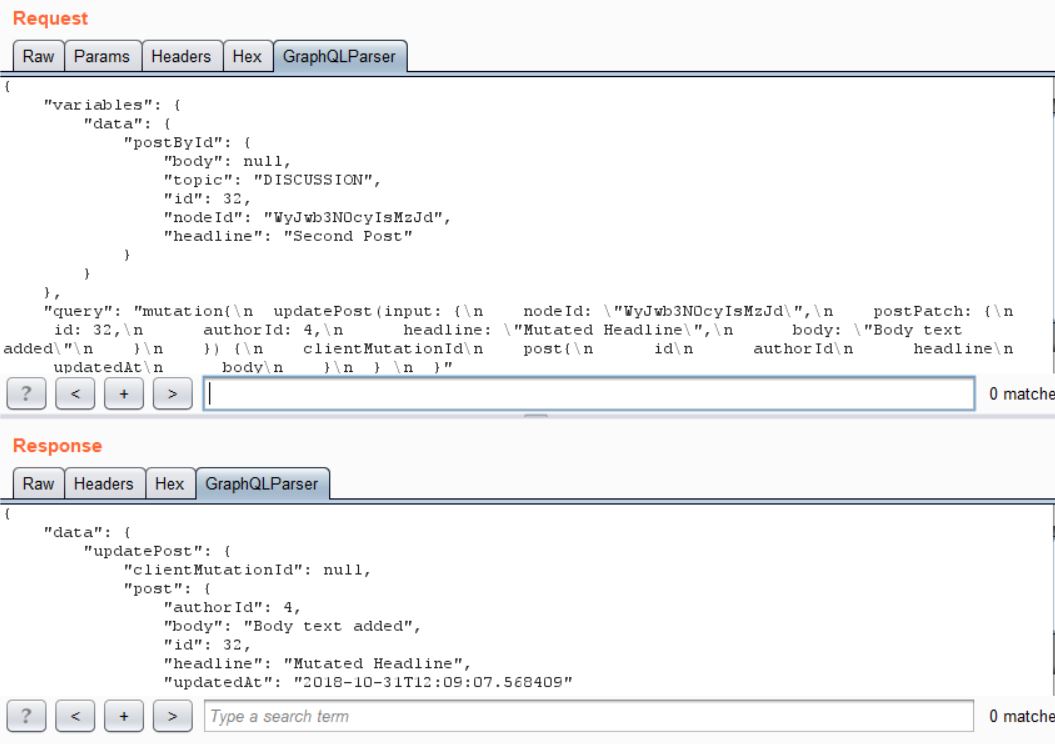 Request
Raw Params Headers Hex GraphQLParser
{
    "variables": {
        "data": {
            "postById": {
                "body": null,
                "topic": "DISCUSSION",
                "id": 32,
                "nodeId": "WyJwb3N0cyIsMzJd",
                "headline": "Second Post"
            }
        }
    },
    "query": "mutation{\n  updatePost(input: {\n    nodeId: \"WyJwb3N0cyIsMzJd\",\n    postPatch: {\n
     id: 32,\n      authorId: 4,\n      headline: \"Mutated Headline\",\n      body: \"Body text
added\"\n    }\n    }) {\n    clientMutationId\n    post{\n      id\n      authorId\n      headline\n
     updatedAt\n      body\n    }\n  } \n  }"
? < + > 0 matche
Response
Raw Headers Hex GraphQLParser
{
    "data": {
        "updatePost": {
            "clientMutationId": null,
            "post": {
                "authorId": 4,
                "body": "Body text added",
                "id": 32,
                "headline": "Mutated Headline",
                "updatedAt": "2018-10-31T12:09:07.568409"
? < + > Type a search term 0 matche